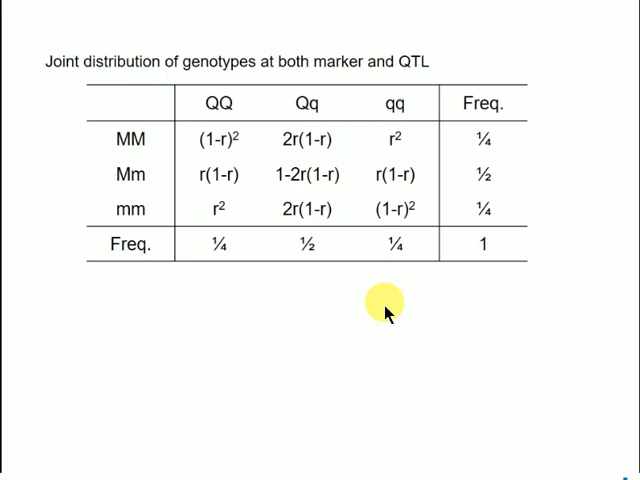 Joint distribution of genotypes at both marker and QTL
QQ Qq qq Freq.
MM (1-r)² 2r(1-r) r² ¼
Mm r(1-r) 1-2r(1-r) r(1-r) ½
mm r² 2r(1-r) (1-r)² ¼
Freq. ¼ ½ ¼ 1